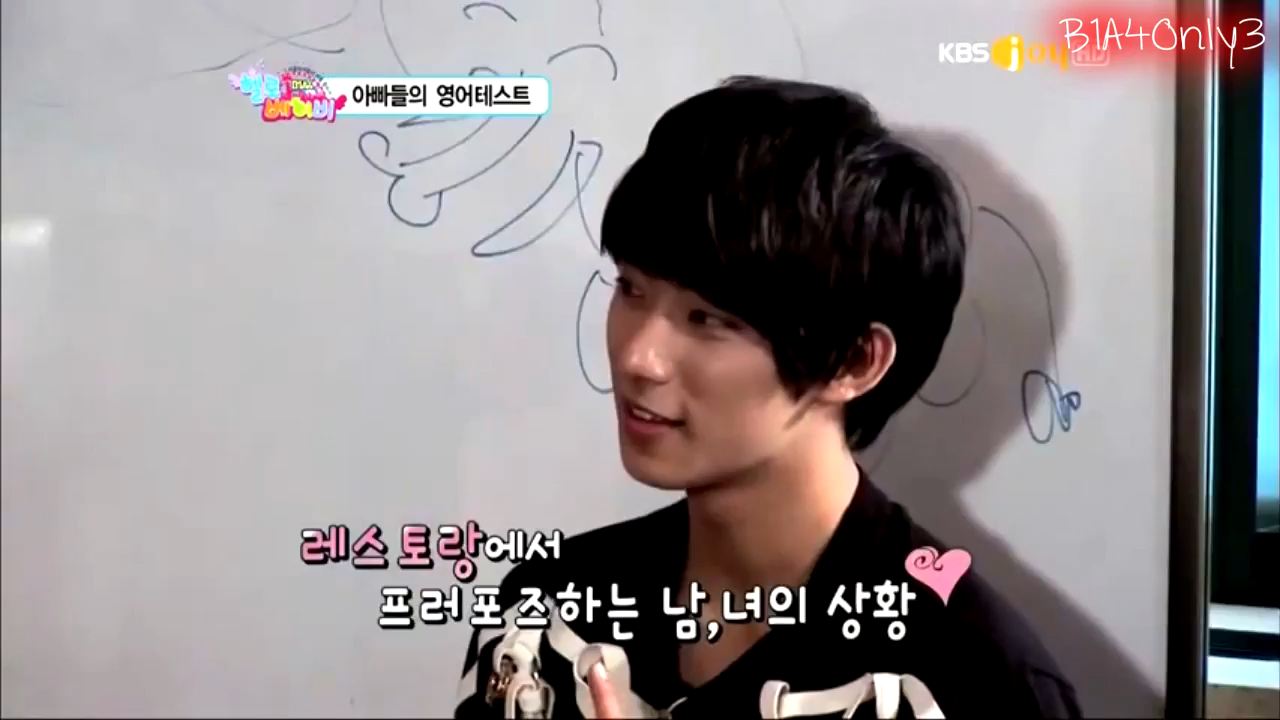 B1A4Only3
KBS joy HD
헬로
베이비
아빠들의 영어테스트
레스토랑에서
프러포즈하는 남,녀의 상황